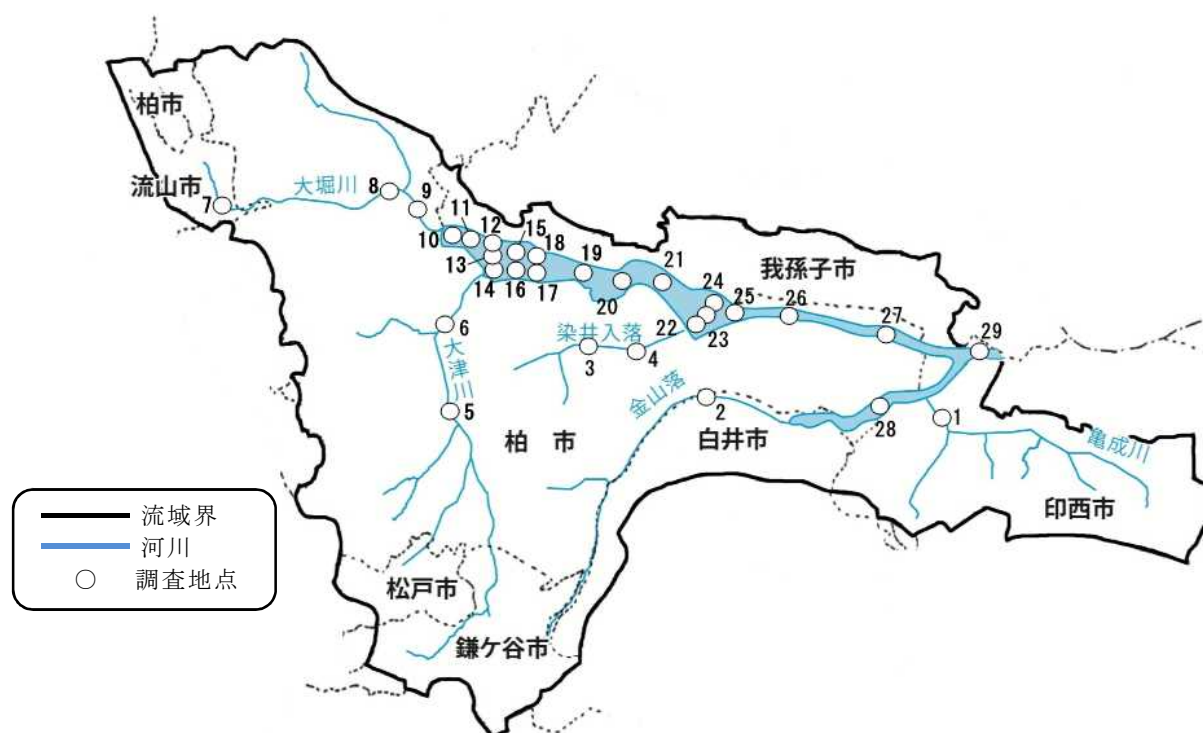 柏市
流山市
7
大堀川
8
9
10
11
12
13
14
15
16
17
18
19
20
21
22
23
24
25
我孫子市
26
27
29
染井入落
3
4
6
大津川
5
金山落
2
柏 市
白井市
28
1
亀成川
印西市
松戸市
鎌ケ谷市
流域界
河川
調査地点